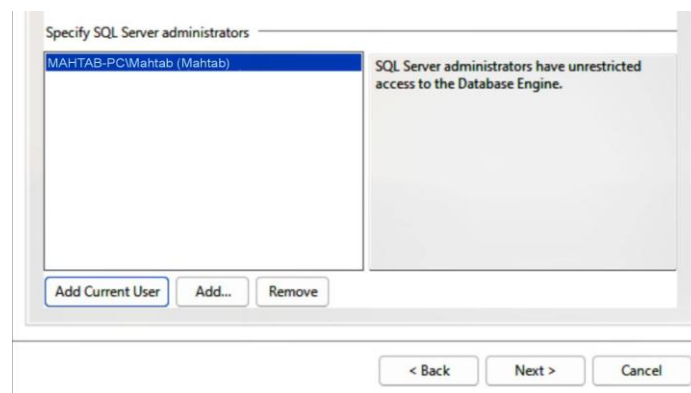 Specify SQL Server administrators
MAHTAB-PC\Mahtab (Mahtab)
SQL Server administrators have unrestricted
access to the Database Engine.
Add Current User
Add...
Remove
< Back
Next >
Cancel